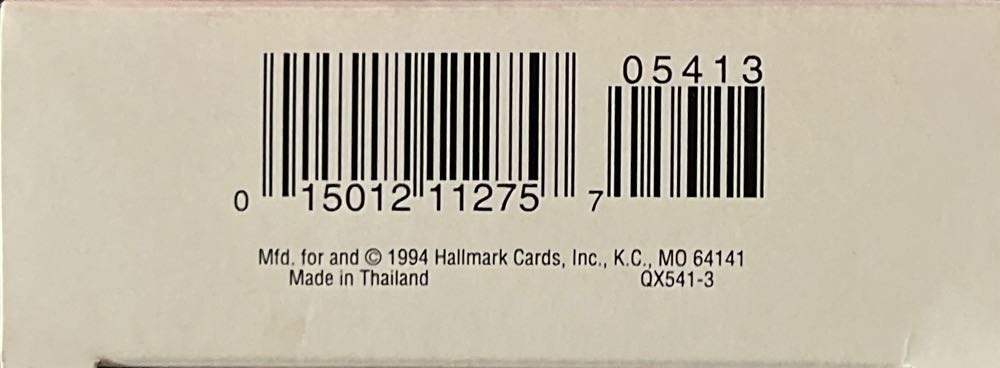 05413
0 15012 11275 7
Mfd. for and © 1994 Hallmark Cards, Inc., K.C., MO 64141
Made in Thailand QX541-3